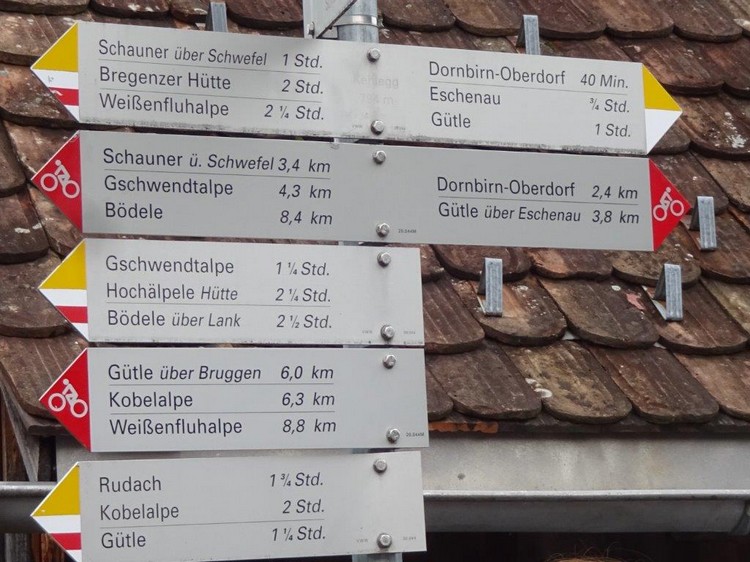 Schauner über Schwefel 1 Std.
Bregenzer Hütte 2 Std.
Weißenfluhalpe 2 ¼ Std.
Dornbirn-Oberdorf 40 Min.
Eschenau ¾ Std.
Gütle 1 Std.
Schauner ü. Schwefel 3,4 km
Gschwendtalpe 4,3 km
Bödele 8,4 km
Dornbirn-Oberdorf 2,4 km
Gütle über Eschenau 3,8 km
Gschwendtalpe 1 ¼ Std.
Hochälpele Hütte 2 ¼ Std.
Bödele über Lank 2 ½ Std.
Gütle über Bruggen 6,0 km
Kobelalpe 6,3 km
Weißenfluhalpe 8,8 km
Rudach 1 ¾ Std.
Kobelalpe 2 Std.
Gütle 1 ¼ Std.